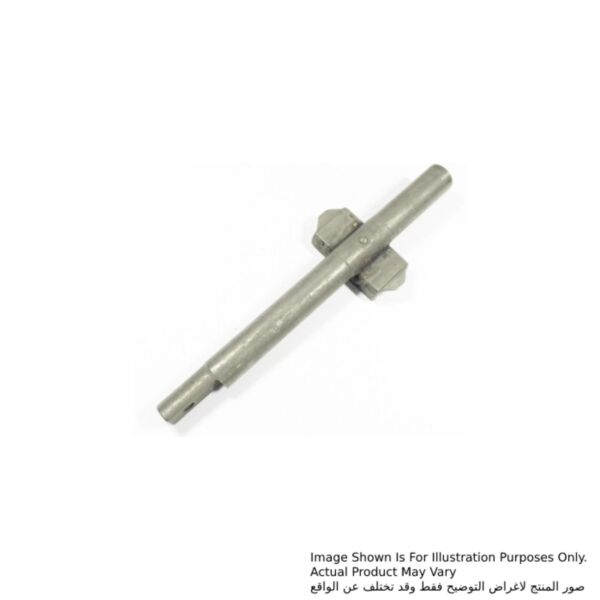 Image Shown Is For Illustration Purposes Only.
Actual Product May Vary
صور المنتج لاغراض التوضيح فقط وقد تختلف عن الواقع